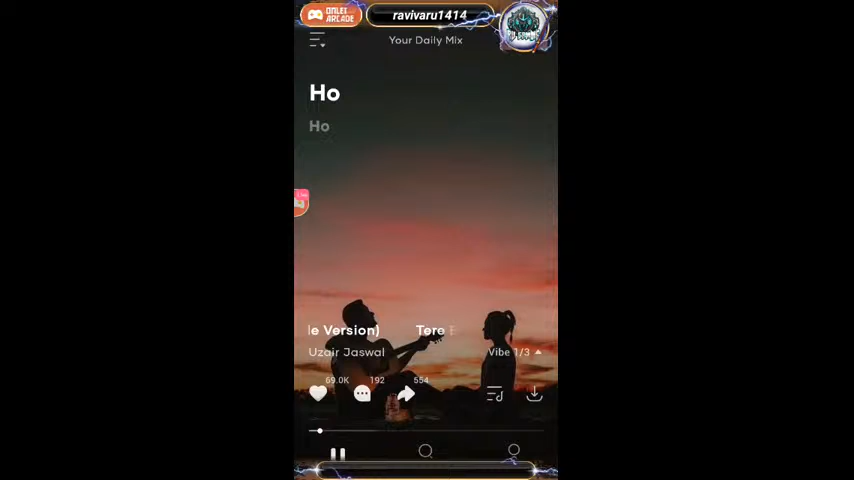 OMLET
ARCADE
ravivaru1414
Your Daily Mix
Ho
Ho
le Version)
Tere
Uzair Jaswal
Vibe 1/3
69.0K
192
554